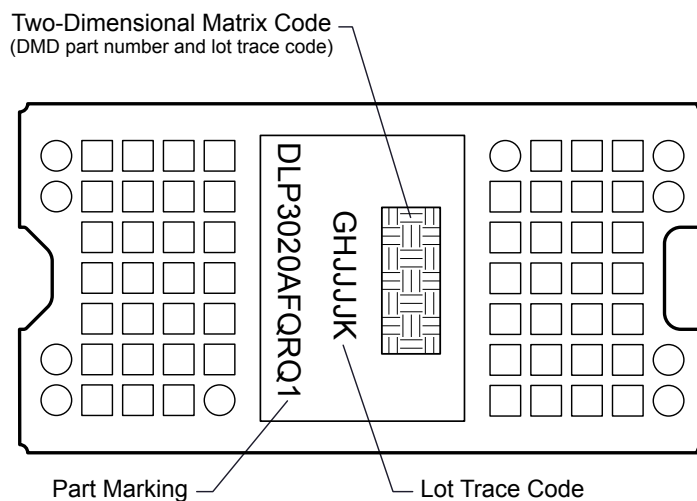 Two-Dimensional Matrix Code
(DMD part number and lot trace code)
DLP3020AFQRQ1
GHJJJJK
Part Marking
Lot Trace Code